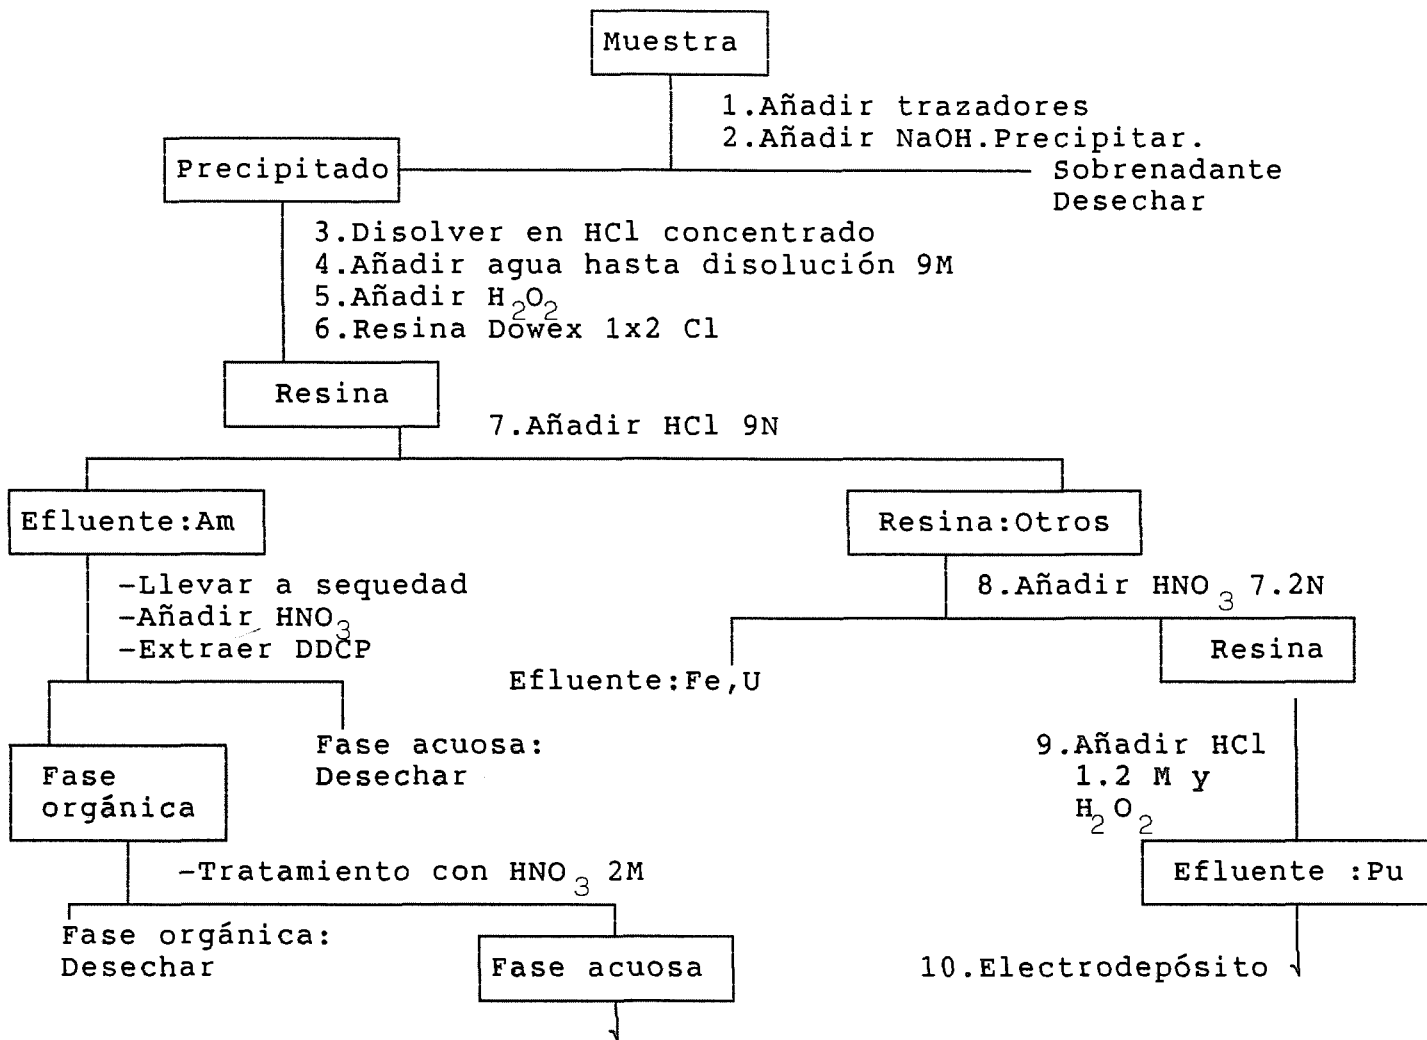 Muestra
1.Añadir trazadores
2.Añadir NaOH.Precipitar.
Precipitado
Sobrenadante
Desechar
3.Disolver en HCl concentrado
4.Añadir agua hasta disolución 9M
5.Añadir H2O2
6.Resina Dowex 1x2 Cl
Resina
7.Añadir HCl 9N
Efluente:Am
Resina:Otros
-Llevar a sequedad
-Añadir HNO3
-Extraer DDCP
8.Añadir HNO3 7.2N
Efluente:Fe,U
Resina
Fase acuosa:
Desechar
Fase
orgánica
9.Añadir HCl
1.2 M y
H2O2
-Tratamiento con HNO3 2M
Efluente :Pu
Fase orgánica:
Desechar
Fase acuosa
10.Electrodepósito